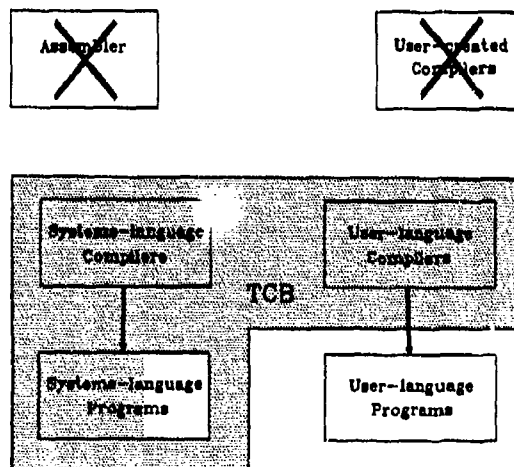 Assembler
User-created
Compilers
Systems-language
Compilers
User-language
Compilers
TCB
Systems-language
Programs
User-language
Programs